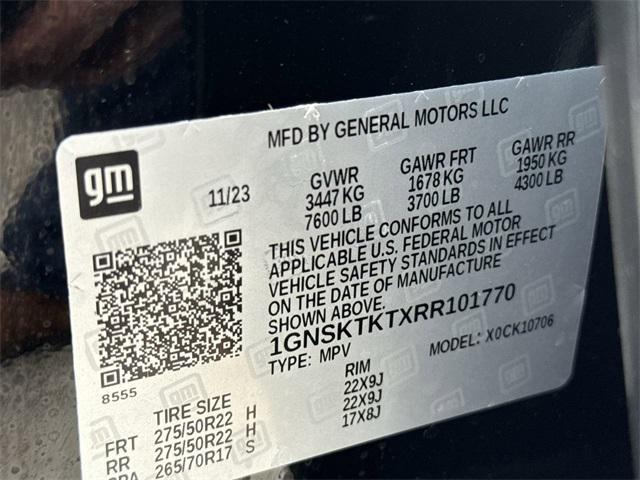 gm
MFD BY GENERAL MOTORS LLC
11/23
GVWR
3447 KG
7600 LB
GAWR FRT
1678 KG
3700 LB
GAWR RR
1950 KG
4300 LB
THIS VEHICLE CONFORMS TO ALL
APPLICABLE U.S. FEDERAL MOTOR
VEHICLE SAFETY STANDARDS IN EFFECT
ON THE DATE OF MANUFACTURE
SHOWN ABOVE.
1GNSKTKTXRR101770
TYPE: MPV
MODEL: X0CK10706
8555
TIRE SIZE
RIM
FRT 275/50R22 H 22X9J
RR 275/50R22 H 22X9J
SPA 265/70R17 S 17X8J